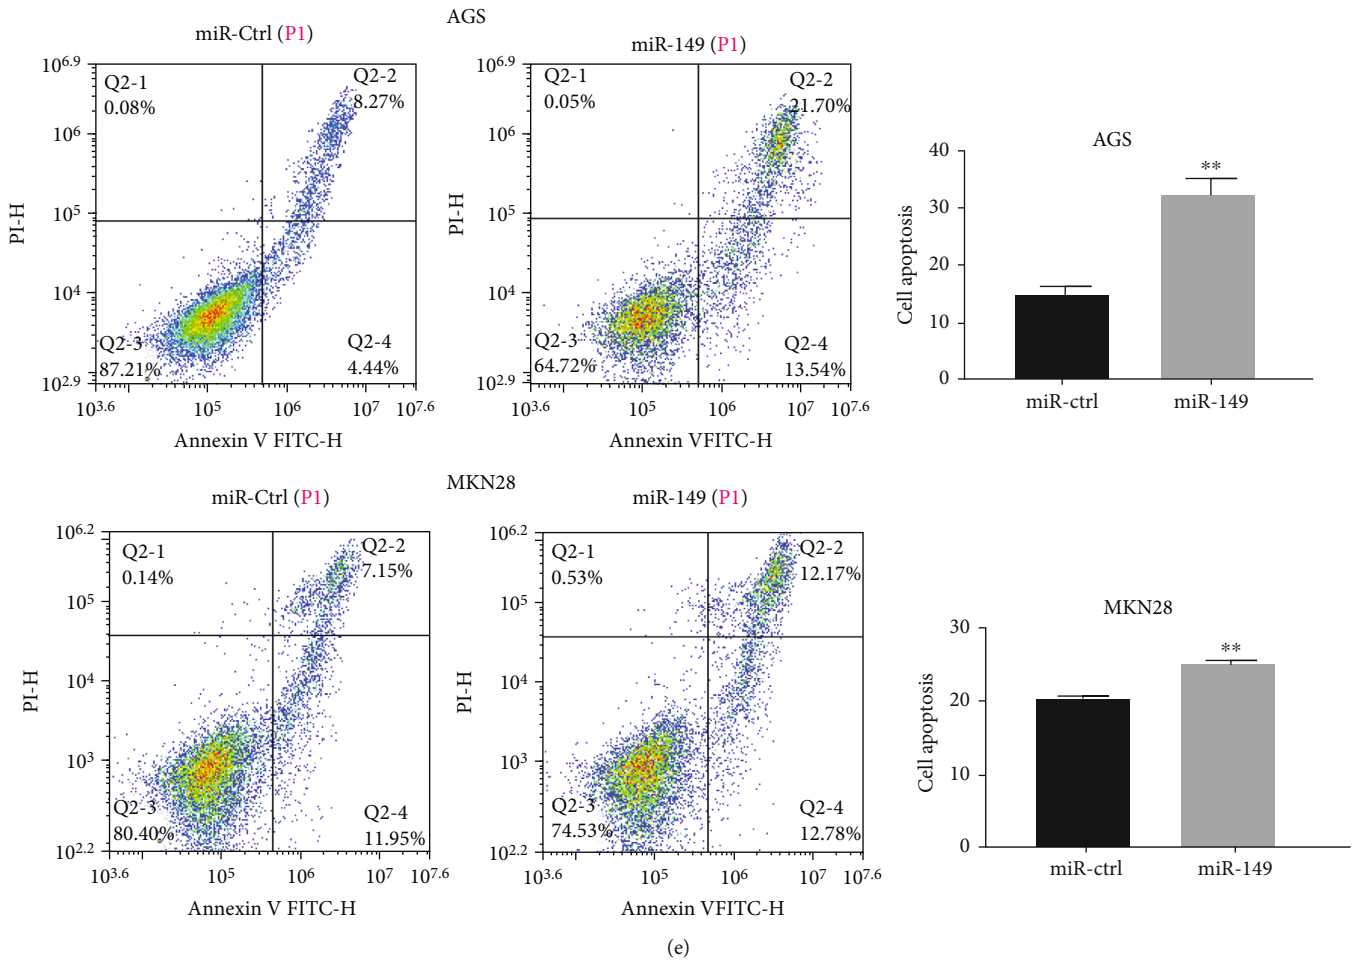 AGS
miR-Ctrl (P1)
10^6.9
10^6
10^5
10^4
10^2.9
PI-H
Q2-1
0.08%
Q2-2
8.27%
Q2-3
87.21%
Q2-4
4.44%
10^3.6 10^5 10^6 10^7 10^7.6
Annexin V FITC-H
miR-149 (P1)
10^6.9
10^6
10^5
10^4
10^2.9
PI-H
Q2-1
0.05%
Q2-2
21.70%
Q2-3
64.72%
Q2-4
13.54%
10^3.6 10^5 10^6 10^7 10^7.6
Annexin VFITC-H
AGS
40
30
20
10
0
Cell apoptosis
**
miR-ctrl miR-149
MKN28
miR-Ctrl (P1)
10^6.2
10^5
10^4
10^3
10^2.2
PI-H
Q2-1
0.14%
Q2-2
7.15%
Q2-3
80.40%
Q2-4
11.95%
10^3.6 10^5 10^6 10^7 10^7.6
Annexin V FITC-H
miR-149 (P1)
10^6.2
10^5
10^4
10^3
10^2.2
PI-H
Q2-1
0.53%
Q2-2
12.17%
Q2-3
74.53%
Q2-4
12.78%
10^3.6 10^5 10^6 10^7 10^7.6
Annexin VFITC-H
MKN28
30
20
10
0
Cell apoptosis
**
miR-ctrl miR-149
(e)